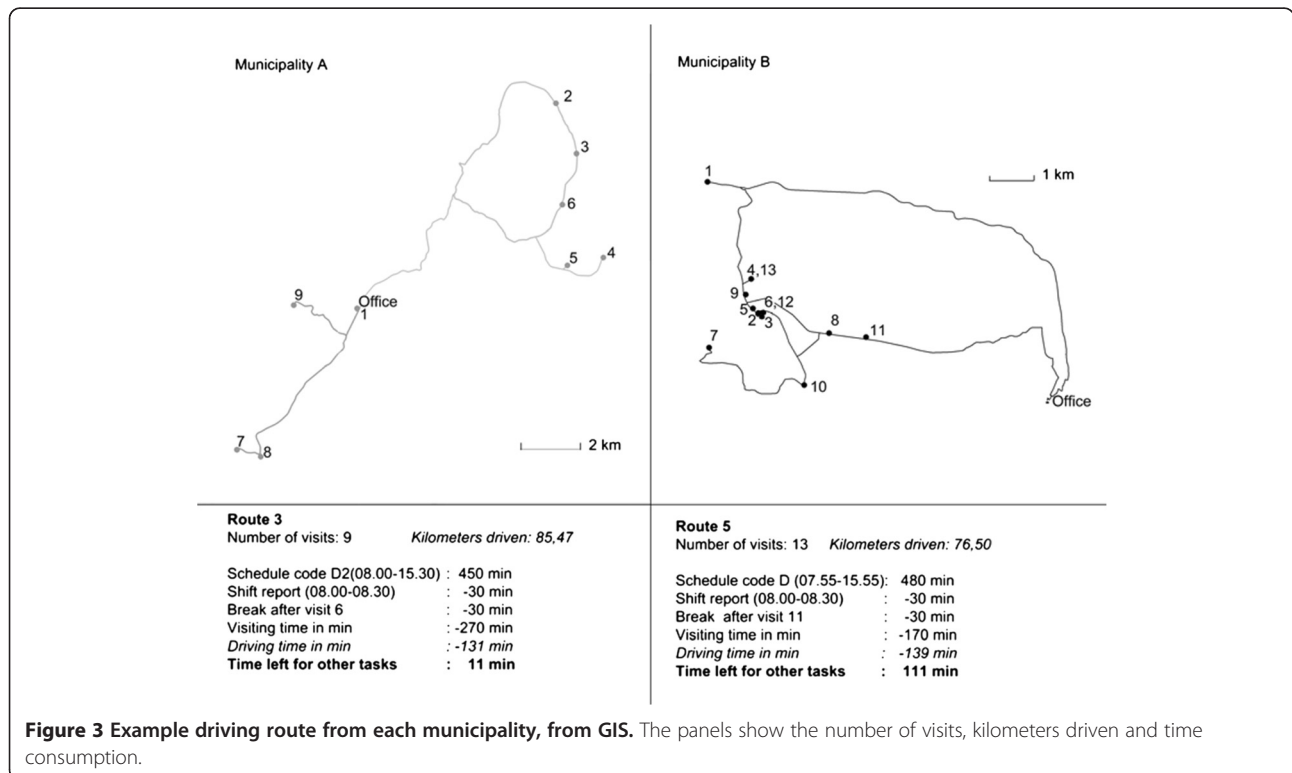 Municipality A
2
3
6
5
4
9
Office
1
7
8
2 km
Municipality B
1
1 km
4,13
9
6,12
5
2
3
8
11
7
10
Office
Route 3
Number of visits: 9 Kilometers driven: 85,47
Schedule code D2(08.00-15.30) : 450 min
Shift report (08.00-08.30) : -30 min
Break after visit 6 : -30 min
Visiting time in min : -270 min
Driving time in min : -131 min
Time left for other tasks : 11 min
Route 5
Number of visits: 13 Kilometers driven: 76,50
Schedule code D (07.55-15.55): 480 min
Shift report (08.00-08.30) : -30 min
Break after visit 11 : -30 min
Visiting time in min : -170 min
Driving time in min : -139 min
Time left for other tasks : 111 min
Figure 3 Example driving route from each municipality, from GIS. The panels show the number of visits, kilometers driven and time
consumption.